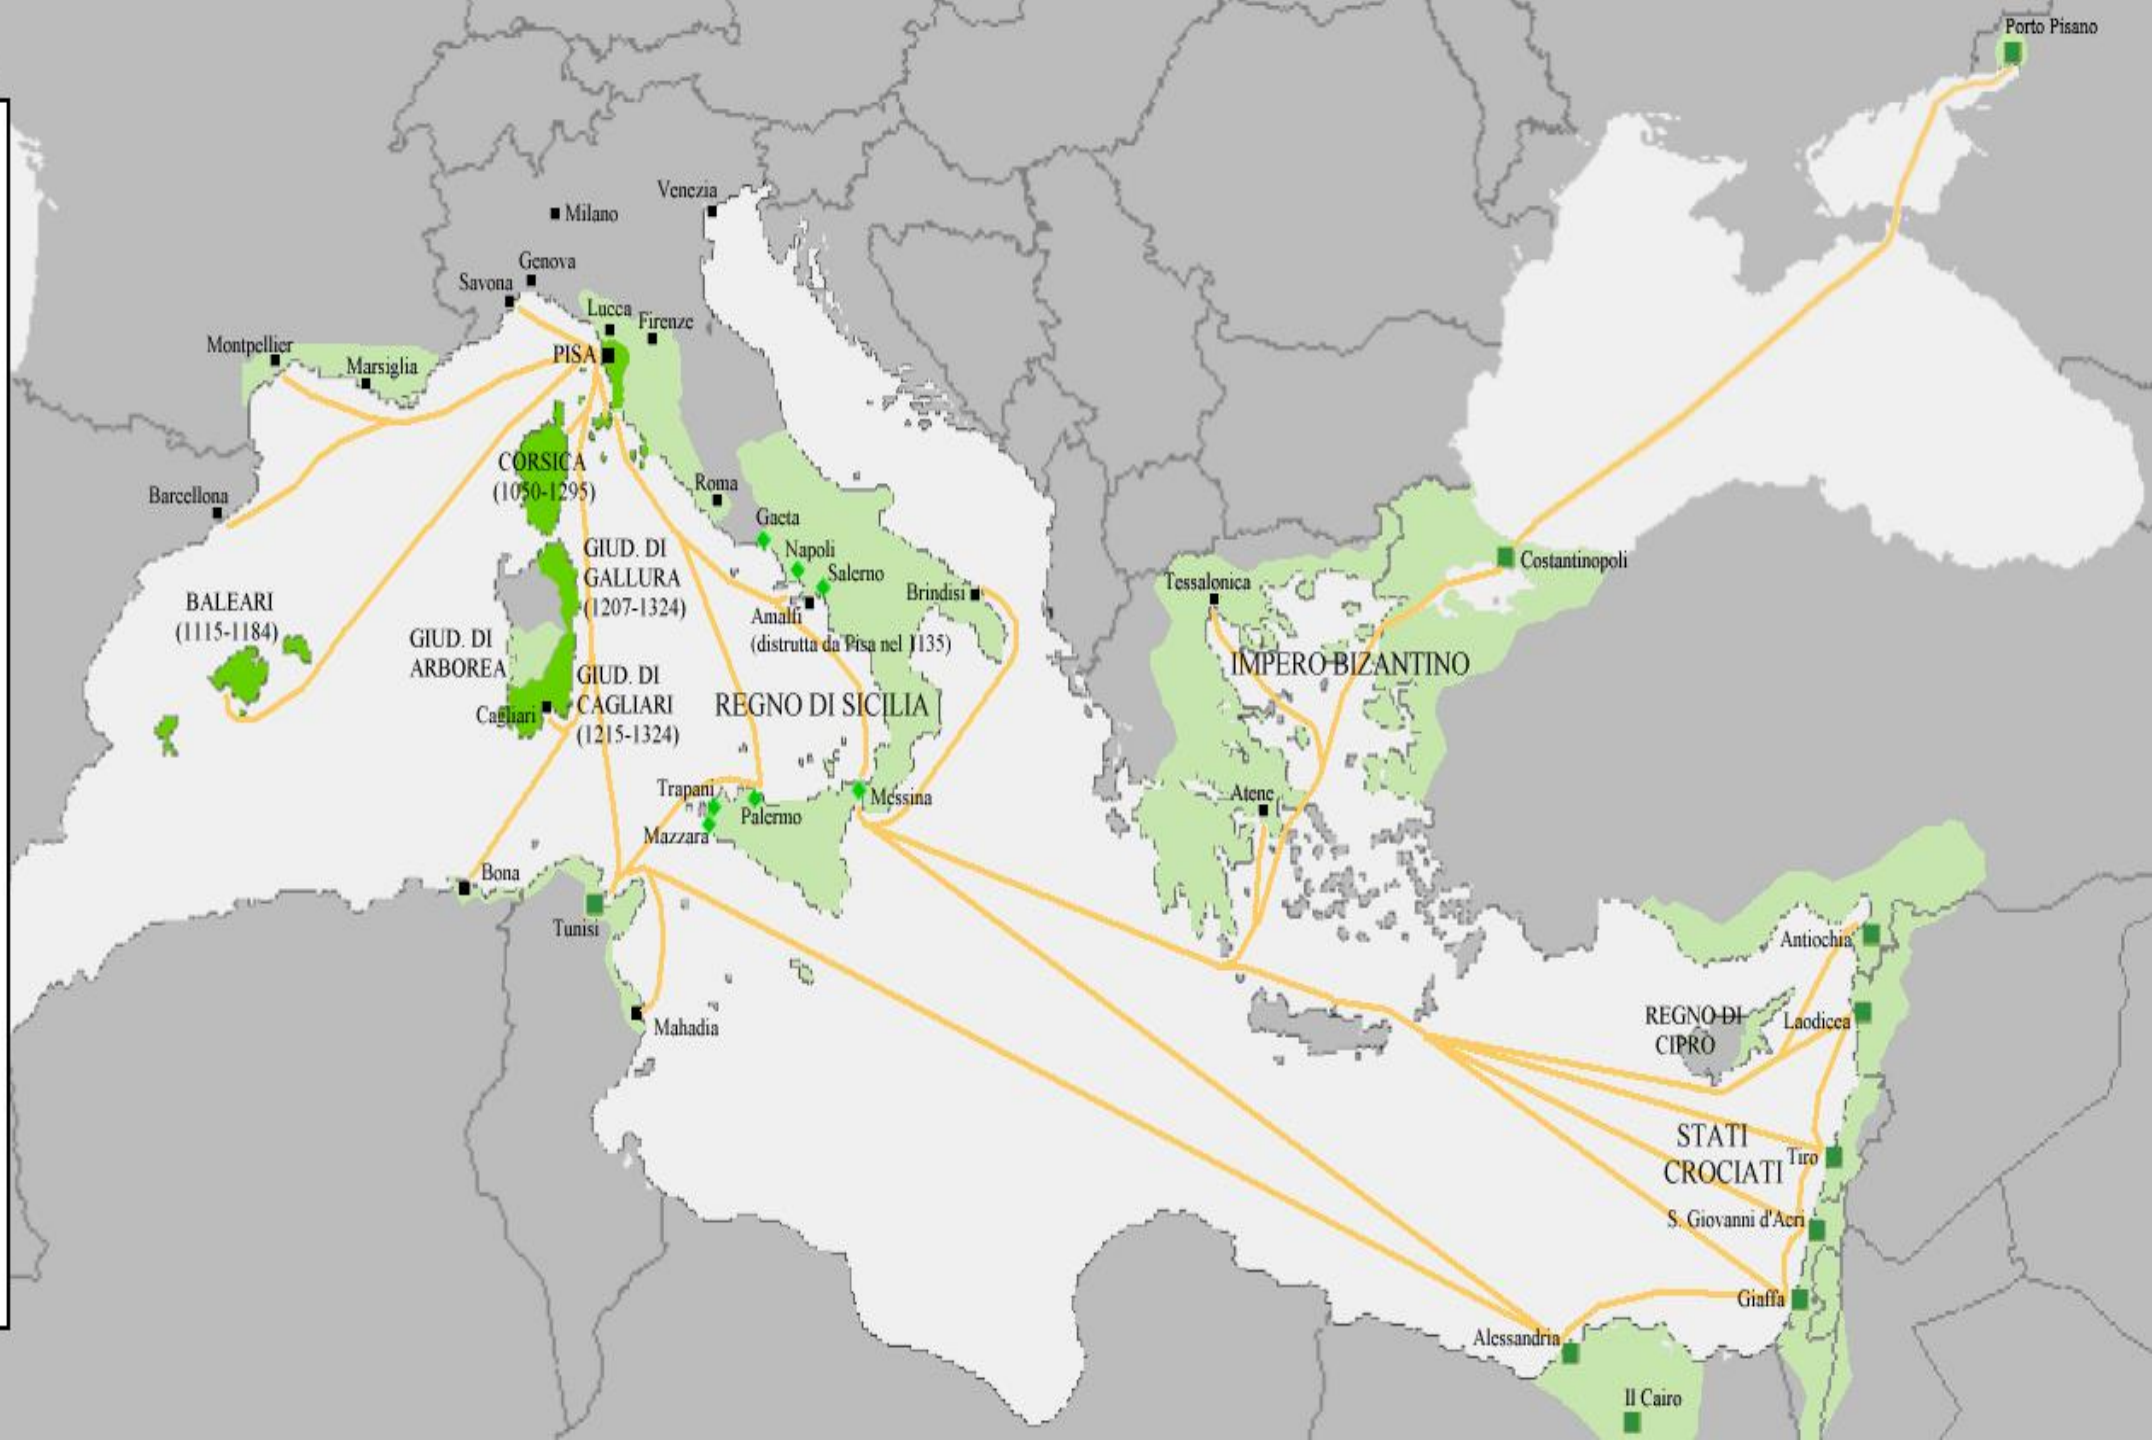 Porto Pisano
Venezia
Milano
Genova
Savona
Lucca
Firenze
Montpellier
PISA
Marsiglia
CORSICA
(1050-1295)
Roma
Barcellona
Gaeta
GIUD. DI
GALLURA
(1207-1324)
Napoli
Salerno
Costantinopoli
Tessalonica
Brindisi
BALEARI
(1115-1184)
Amalfi
(distrutta da Pisa nel 1135)
GIUD. DI
ARBOREA
IMPERO BIZANTINO
GIUD. DI
CAGLIARI
(1215-1324)
Cagliari
REGNO DI SICILIA
Trapani
Messina
Atene
Palermo
Mazzara
Bona
Tunisi
Antiochia
Mahadia
REGNO DI
CIPRO
Laodicea
STATI
CROCIATI
Tiro
S. Giovanni d'Acri
Giaffa
Alessandria
Il Cairo